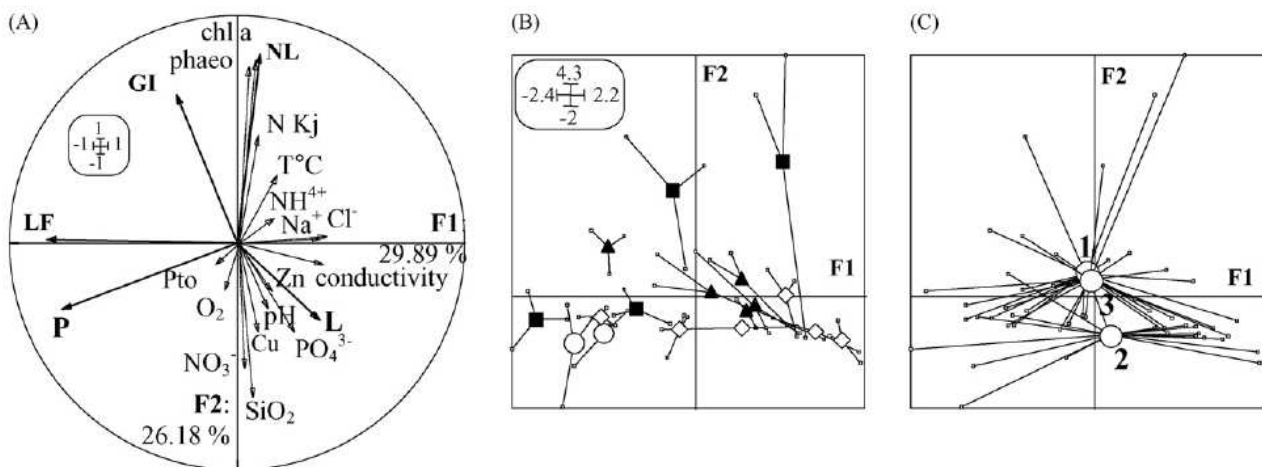 (A)
chl a
phaeo
NL
GI
1
-1 1
-1
N Kj
T°C
NH4+
Na+ Cl-
LF
F1
29.89 %
Pto
Zn conductivity
O2
P
pH
L
Cu
PO4 3-
NO3-
F2:
SiO2
26.18 %
(B)
F2
4.3
-2.4 2.2
-2
F1
(C)
F2
1
F1
3
2